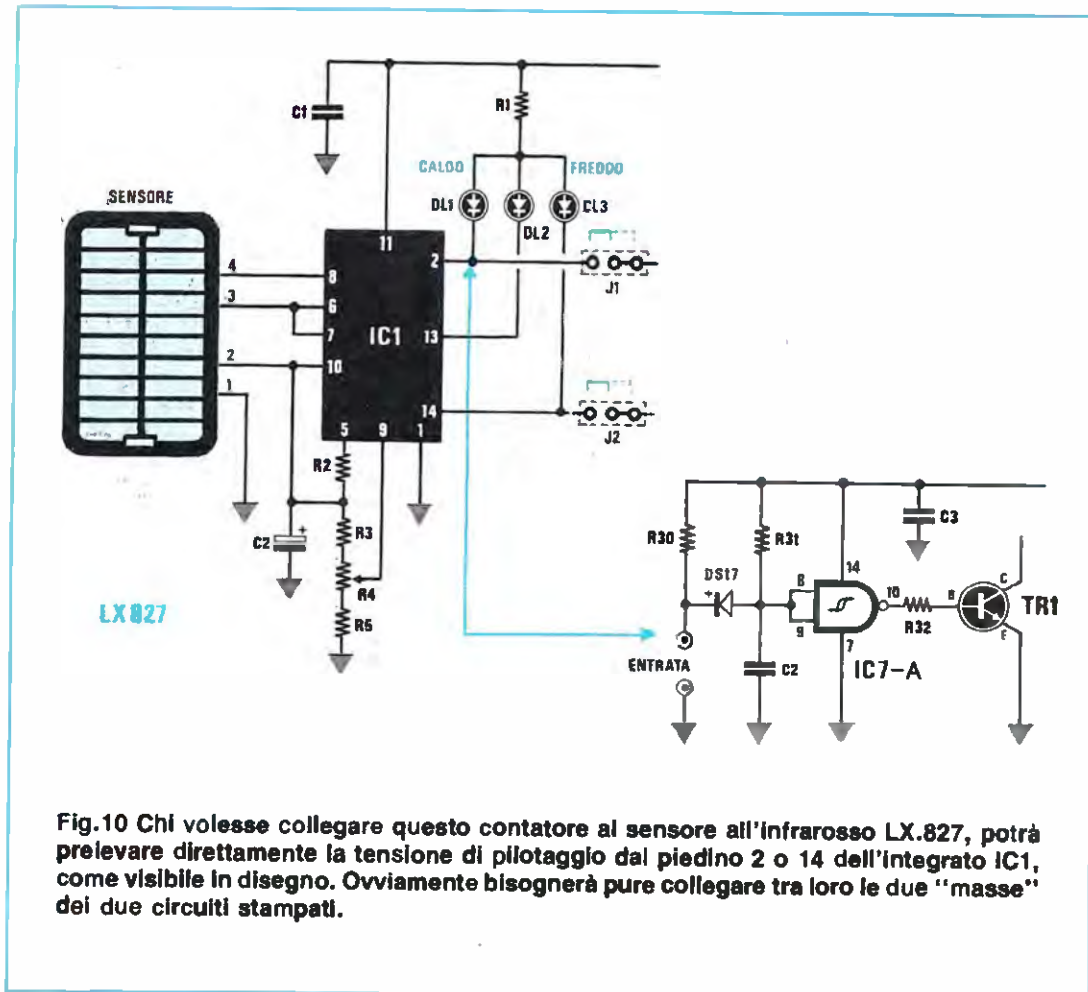 C1
R1
CALDO
FREDDO
SENSORE
DL1
DL2
DL3
11
2
4
8
J1
3
6
7
IC1
13
2
10
1
14
J2
5
9
1
R2
C2
+
R3
R4
R5
LX827
R30
R31
C3
DS17
+
8
9
14
10
7
R32
B
C
E
TR1
ENTRATA
C2
IC7-A
Fig.10 Chi volesse collegare questo contatore al sensore all'infrarosso LX.827, potrà
prelevare direttamente la tensione di pilotaggio dal piedino 2 o 14 dell'integrato IC1,
come visibile in disegno. Ovviamente bisognerà pure collegare tra loro le due "masse"
dei due circuiti stampati.